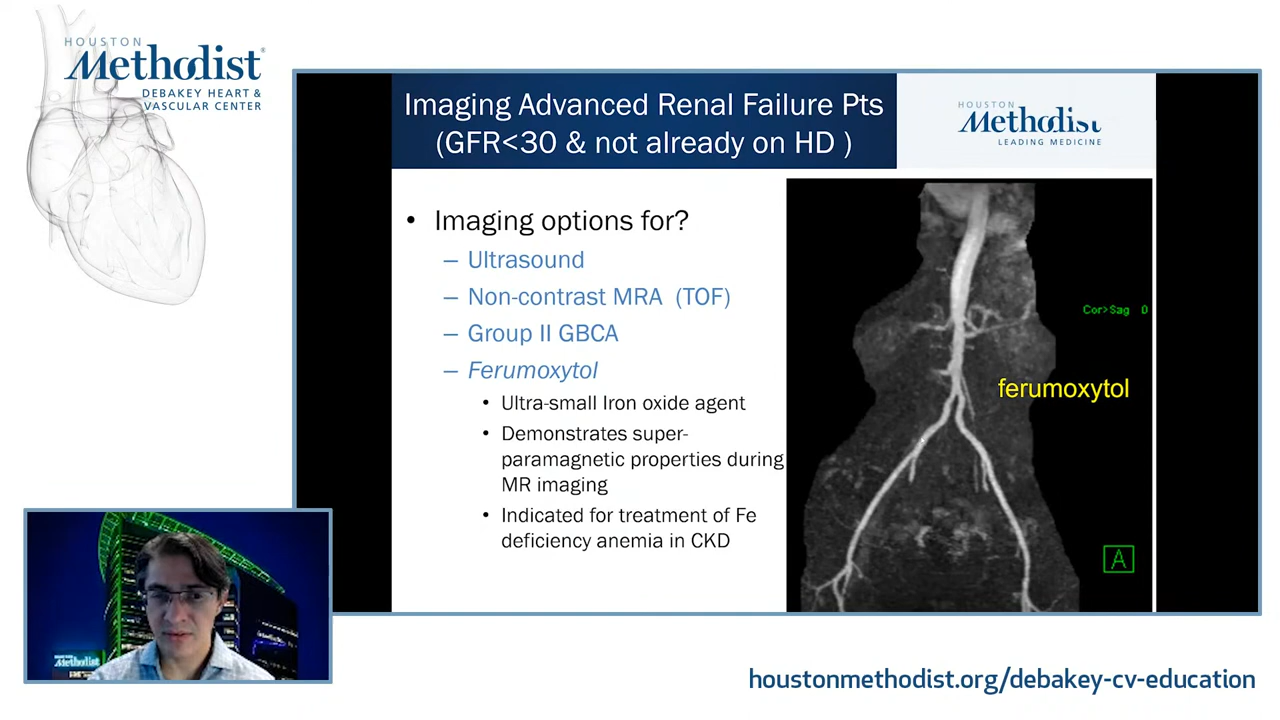 HOUSTON
Methodist
DEBAKEY HEART &
VASCULAR CENTER
Imaging Advanced Renal Failure Pts
(GFR<30 & not already on HD )
HOUSTON
Methodist
LEADING MEDICINE
• Imaging options for?
– Ultrasound
– Non-contrast MRA (TOF)
– Group II GBCA
– Ferumoxytol
• Ultra-small Iron oxide agent
• Demonstrates super-
paramagnetic properties during
MR imaging
• Indicated for treatment of Fe
deficiency anemia in CKD
Cor>Sag 0
ferumoxytol
A
Methodist
houstonmethodist.org/debakey-cv-education